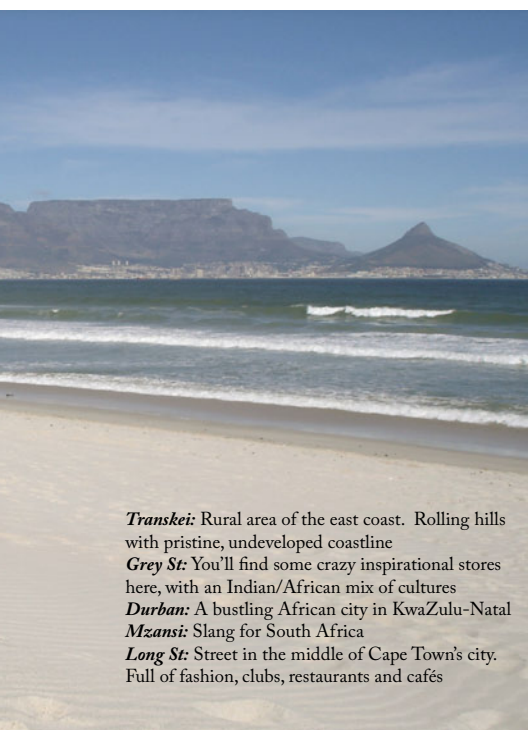 Transkei: Rural area of the east coast.  Rolling hills
with pristine, undeveloped coastline
Grey St: You'll find some crazy inspirational stores
here, with an Indian/African mix of cultures
Durban: A bustling African city in KwaZulu-Natal
Mzansi: Slang for South Africa
Long St: Street in the middle of Cape Town's city.
Full of fashion, clubs, restaurants and cafés